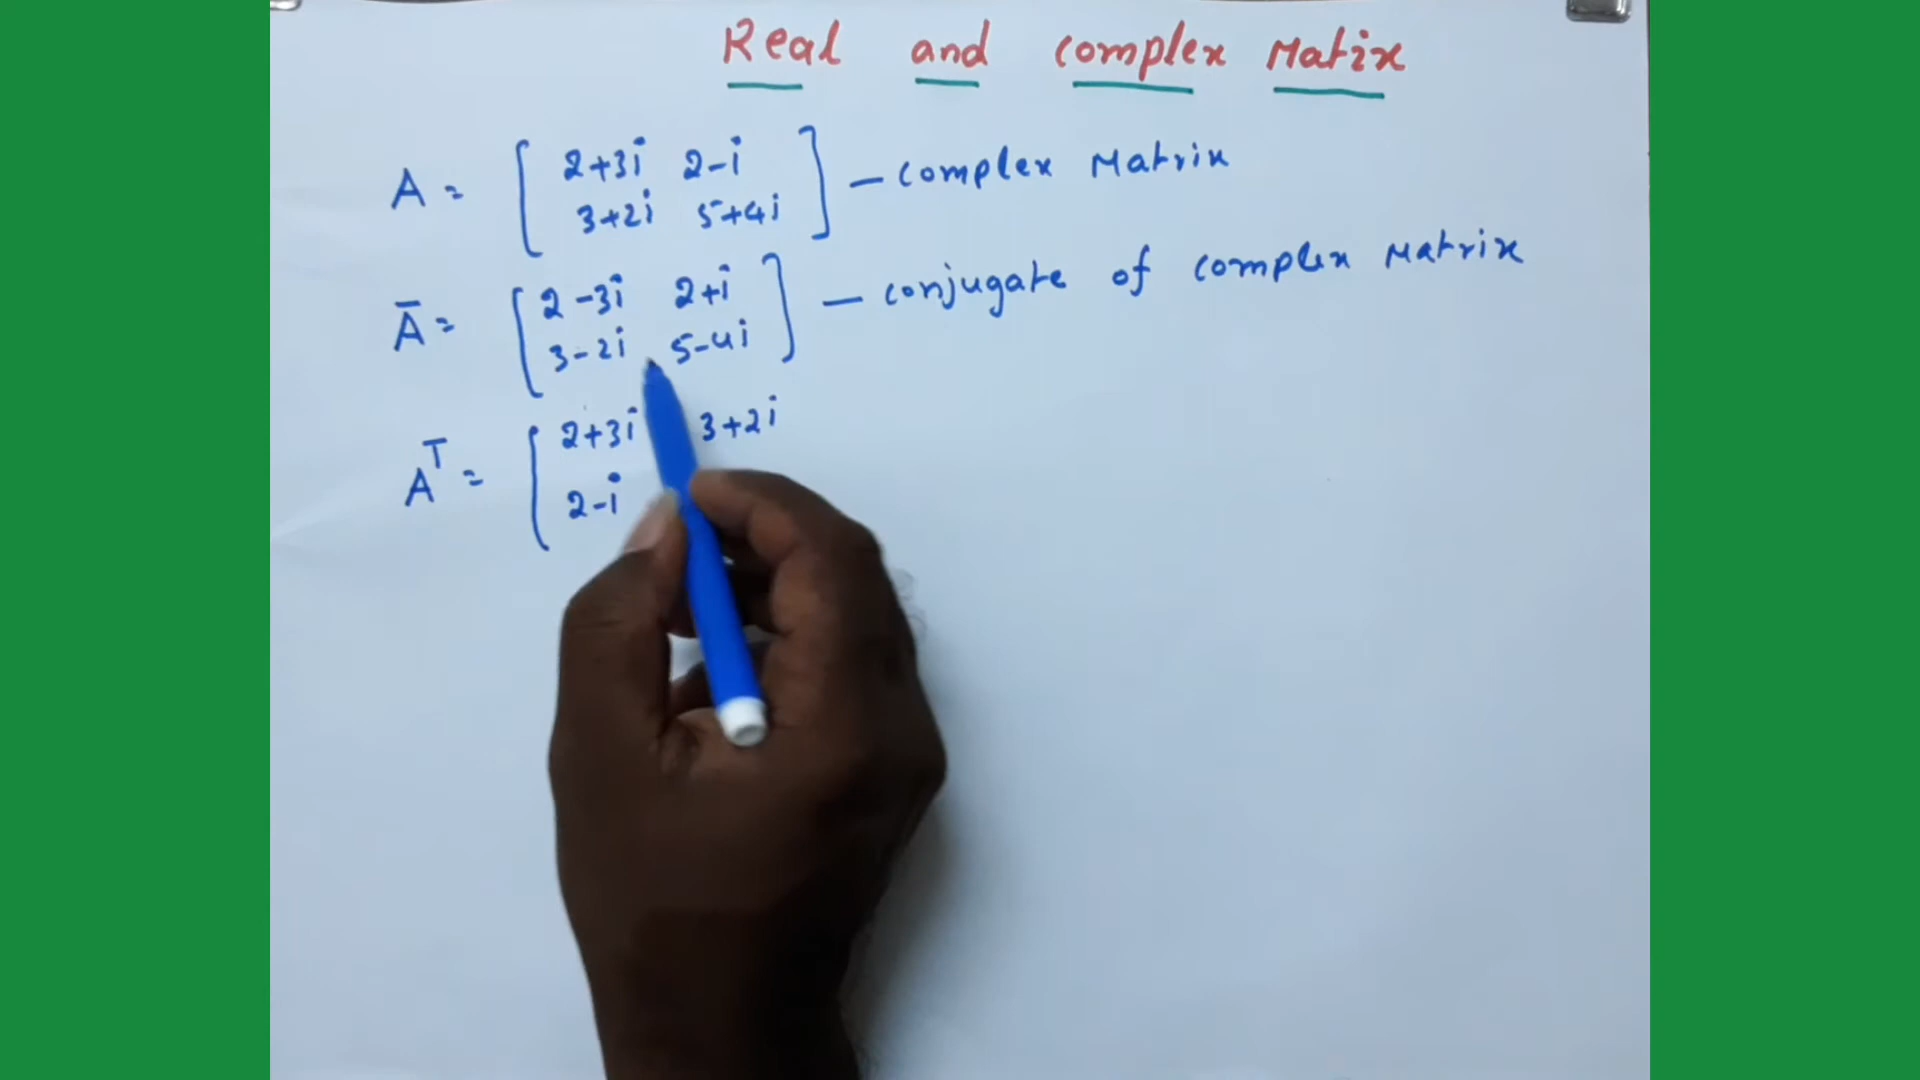 Real and complex Matix
A = [ 2+3i 2-i
3+2i 5+4i ] - complex Matrix
Ā = [ 2-3i 2+i
3-2i 5-4i ] - conjugate of complex Matrix
Aᵀ = [ 2+3i 3+2i
2-i